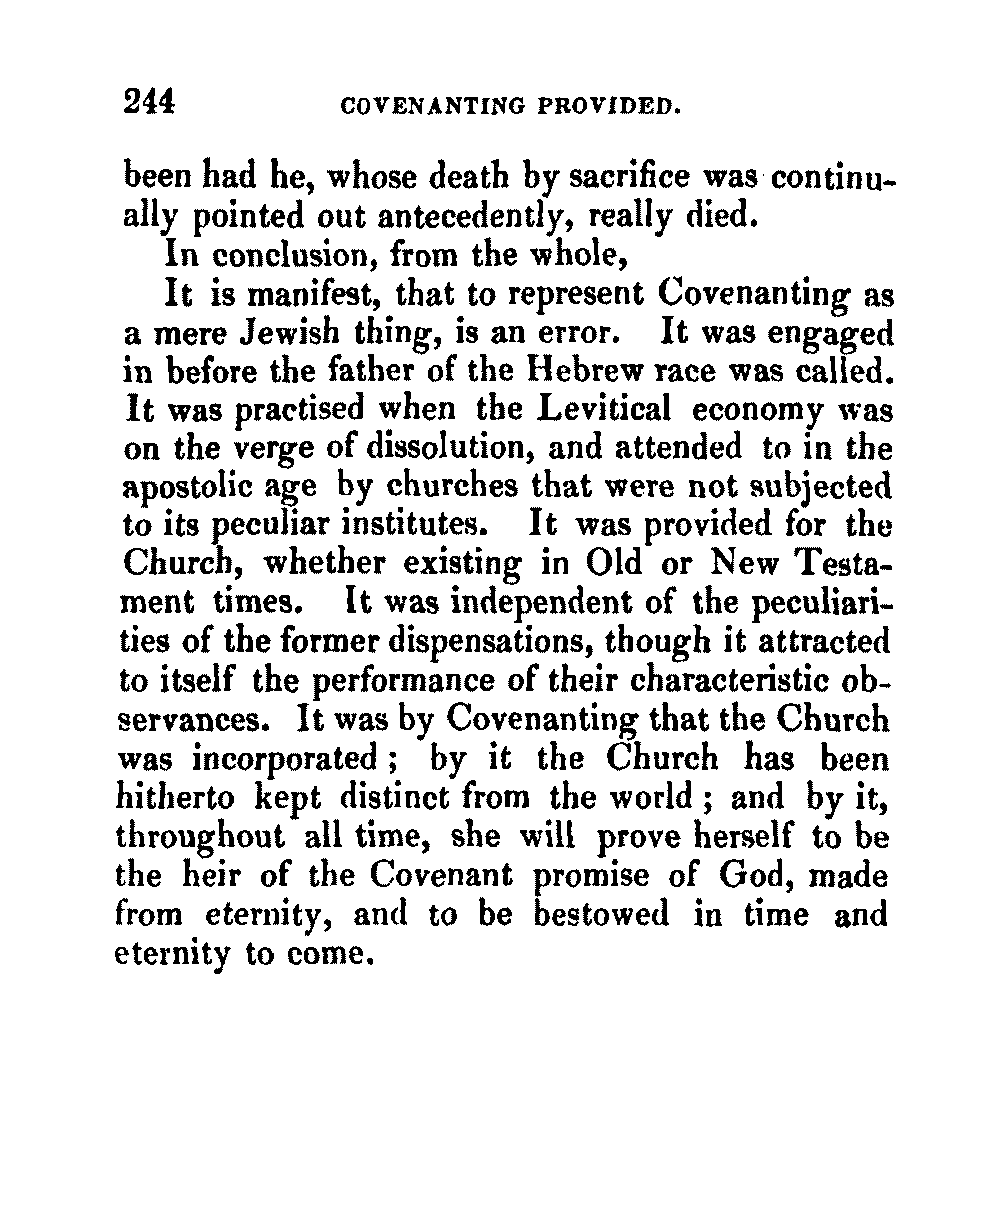 244 COVENANTING PROVIDED.
been had he, whose death by sacrifice was continu-
ally pointed out antecedently, really died.
In conclusion, from the whole,
It is manifest, that to represent Covenanting as
a mere Jewish thing, is an error. It was engaged
in before the father of the Hebrew race was called.
It was practised when the Levitical economy was
on the verge of dissolution, and attended to in the
apostolic age by churches that were not subjected
to its peculiar institutes. It was provided for the
Church, whether existing in Old or New Testa-
ment times. It was independent of the peculiari-
ties of the former dispensations, though it attracted
to itself the performance of their characteristic ob-
servances. It was by Covenanting that the Church
was incorporated ; by it the Church has been
hitherto kept distinct from the world ; and by it,
throughout all time, she will prove herself to be
the heir of the Covenant promise of God, made
from eternity, and to be bestowed in time and
eternity to come.